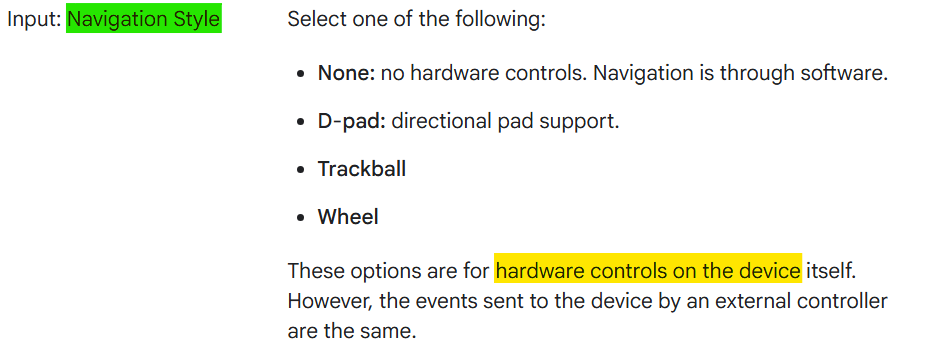 Input: Navigation Style
Select one of the following:
• None: no hardware controls. Navigation is through software.
• D-pad: directional pad support.
• Trackball
• Wheel
These options are for hardware controls on the device itself.
However, the events sent to the device by an external controller
are the same.